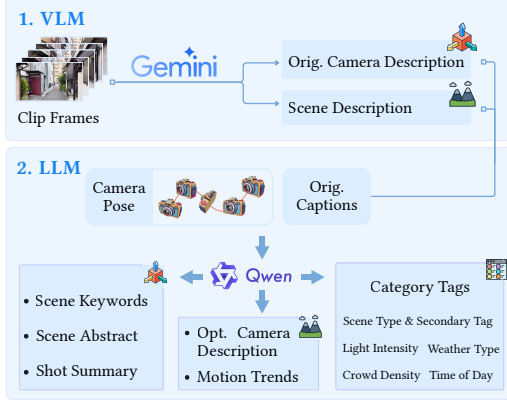 1. VLM
Gemini
Clip Frames
Orig. Camera Description
Scene Description
2. LLM
Camera
Pose
Orig.
Captions
Qwen
• Scene Keywords
• Scene Abstract
• Shot Summary
• Opt. Camera
Description
• Motion Trends
Category Tags
Scene Type & Secondary Tag
Light Intensity Weather Type
Crowd Density Time of Day